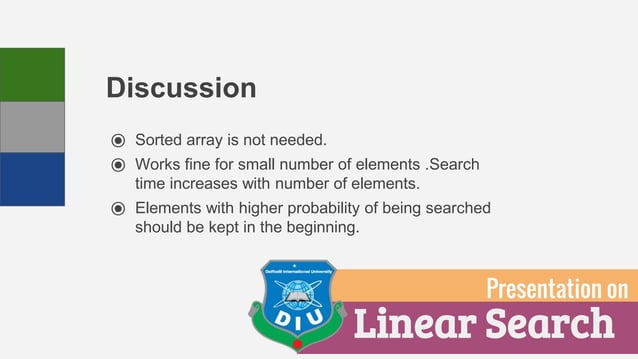 Discussion
Sorted array is not needed.
Works fine for small number of elements .Search
time increases with number of elements.
Elements with higher probability of being searched
should be kept in the beginning.
Daffodil International University
DIU
Presentation on
Linear Search